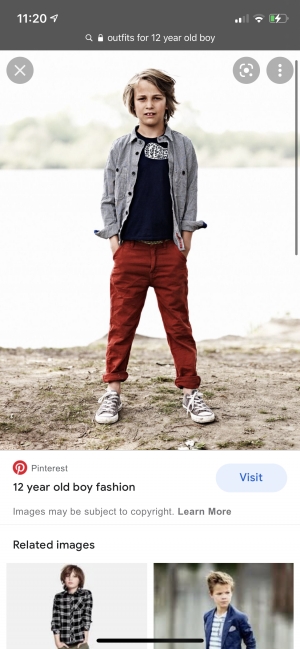 11:20
outfits for 12 year old boy
Pinterest
12 year old boy fashion
Visit
Images may be subject to copyright. Learn More
Related images